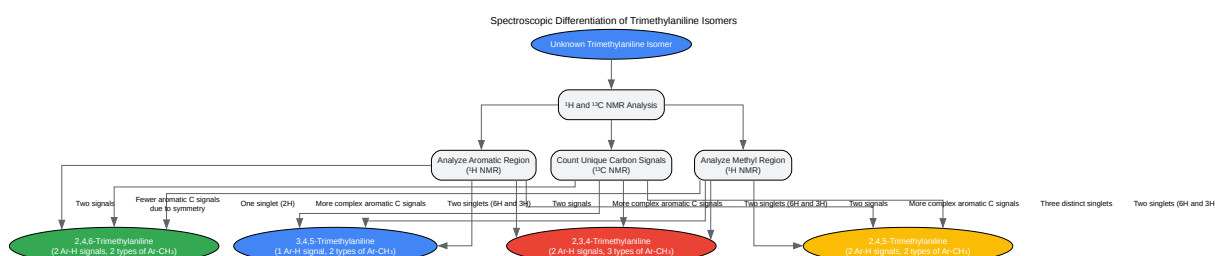 Spectroscopic Differentiation of Trimethylaniline Isomers
Unknown Trimethylaniline Isomer
¹H and ¹³C NMR Analysis
Analyze Aromatic Region
(¹H NMR)
Count Unique Carbon Signals
(¹³C NMR)
Analyze Methyl Region
(¹H NMR)
Two signals
Fewer aromatic C signals
due to symmetry
One singlet (2H)
More complex aromatic C signals
Two singlets (6H and 3H)
Two signals
More complex aromatic C signals
Two singlets (6H and 3H)
Two signals
More complex aromatic C signals
Three distinct singlets
Two singlets (6H and 3H
2,4,6-Trimethylaniline
(2 Ar-H signal, 2 types of Ar-CH₃)
3,4,5-Trimethylaniline
(1 Ar-H signal, 2 types of Ar-CH₃)
2,3,4-Trimethylaniline
(2 Ar-H signals, 3 types of Ar-CH₃)
2,4,5-Trimethylaniline
(2 Ar-H signals, 2 types of Ar-CH₃)